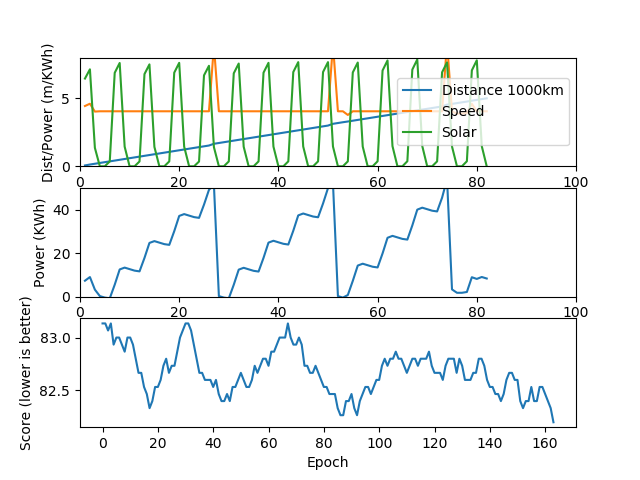 Dist/Power (m/KWh)
5
0
Distance 1000km
Speed
Solar
0 20 40 60 80 100
Power (KWh)
40
20
0
0 20 40 60 80 100
Score (lower is better)
83.0
82.5
0 20 40 60 80 100 120 140 160
Epoch